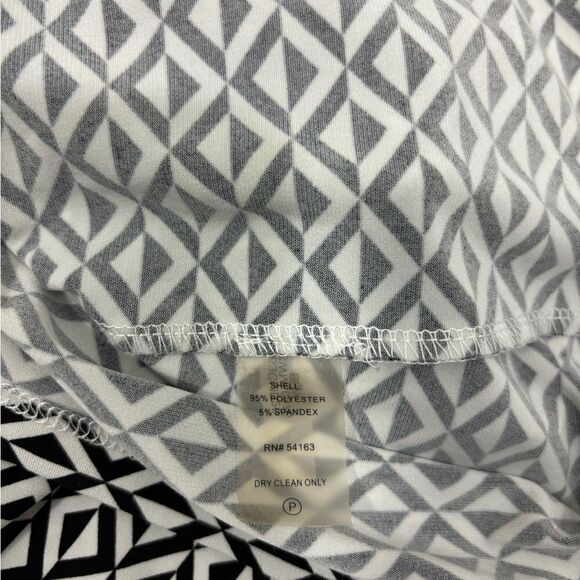 SHELL:
95% POLYESTER
5% SPANDEX
RN# 54163
DRY CLEAN ONLY
P